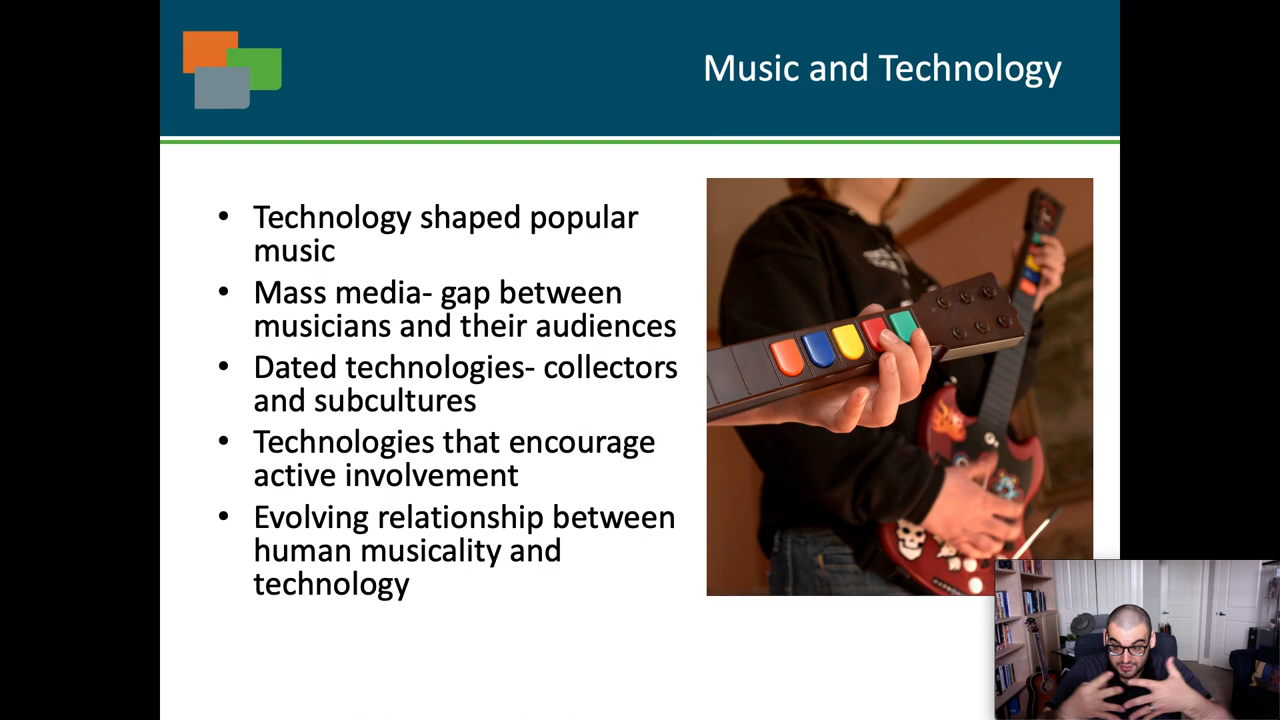 Music and Technology
• Technology shaped popular
music
• Mass media- gap between
musicians and their audiences
• Dated technologies- collectors
and subcultures
• Technologies that encourage
active involvement
• Evolving relationship between
human musicality and
technology